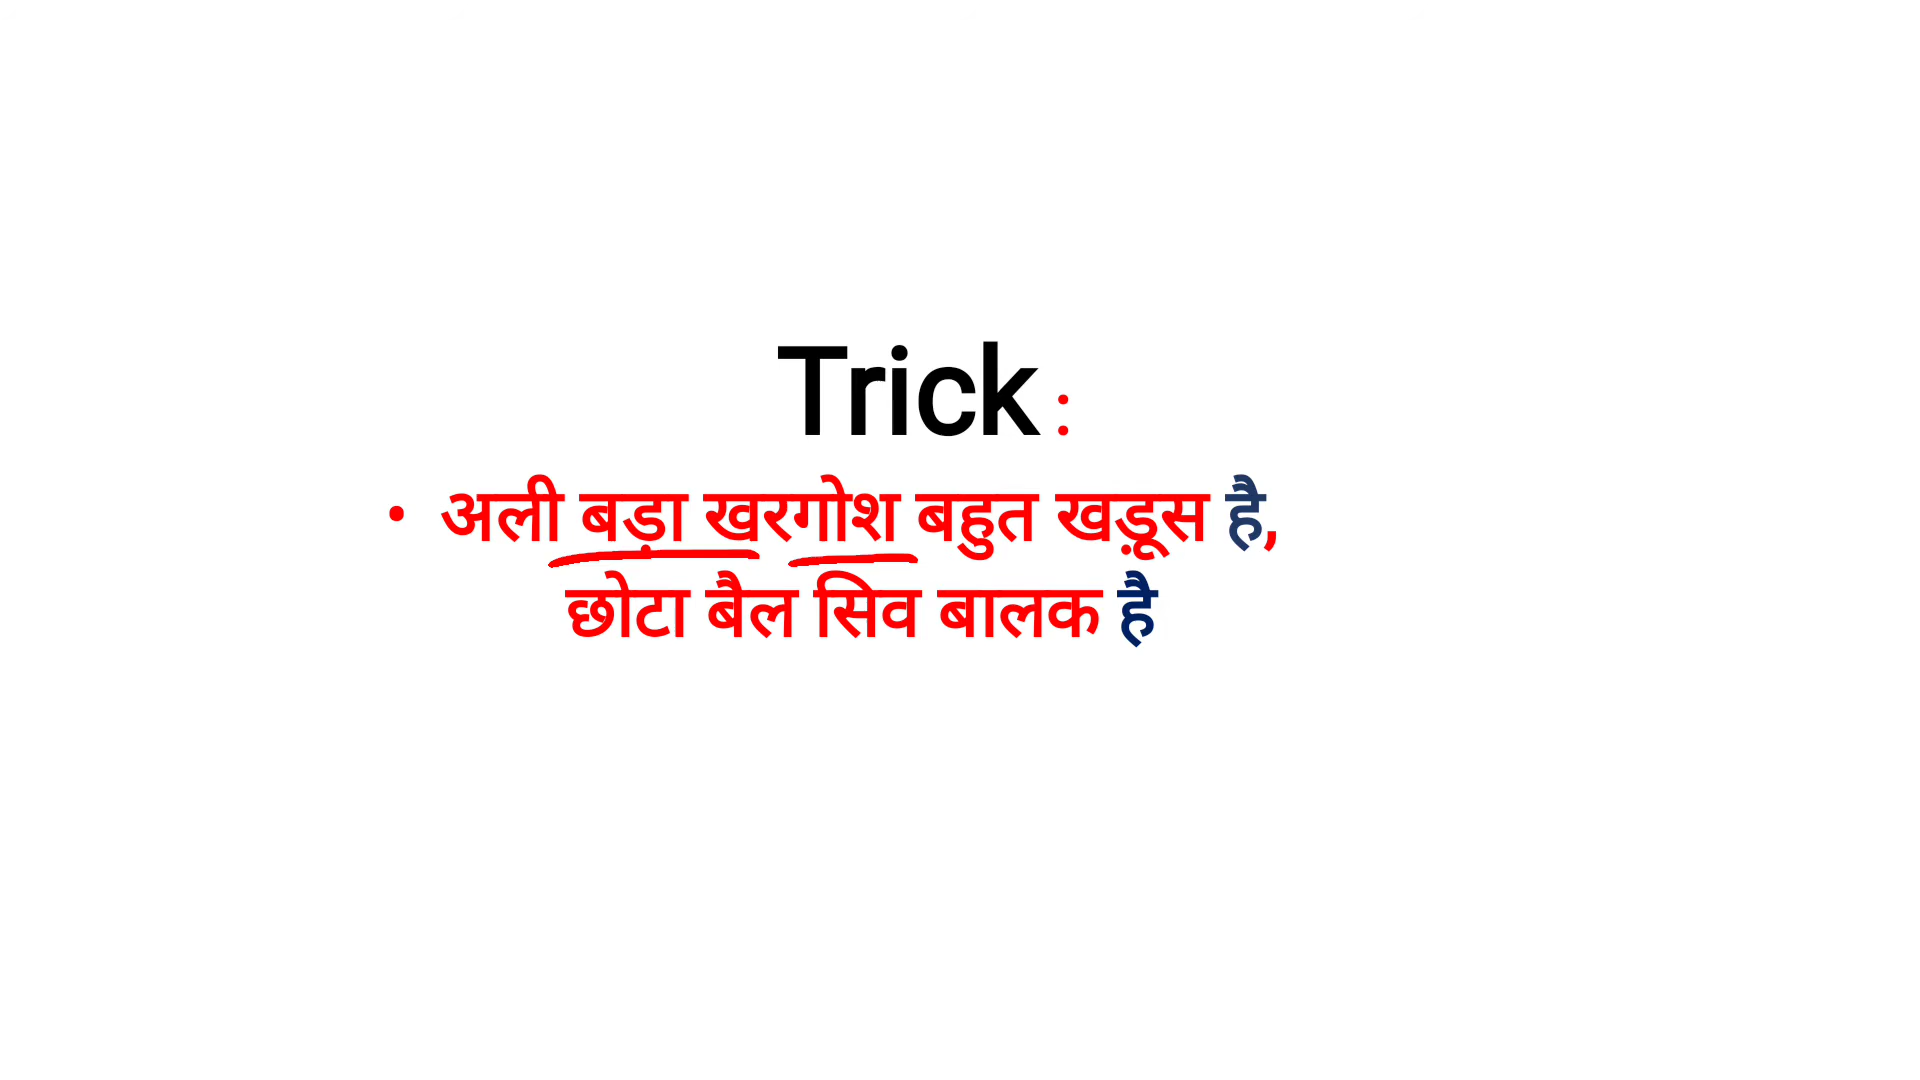 Trick :
• अली बड़ा खरगोश बहुत खड़ूस है,
छोटा बैल सिव बालक है